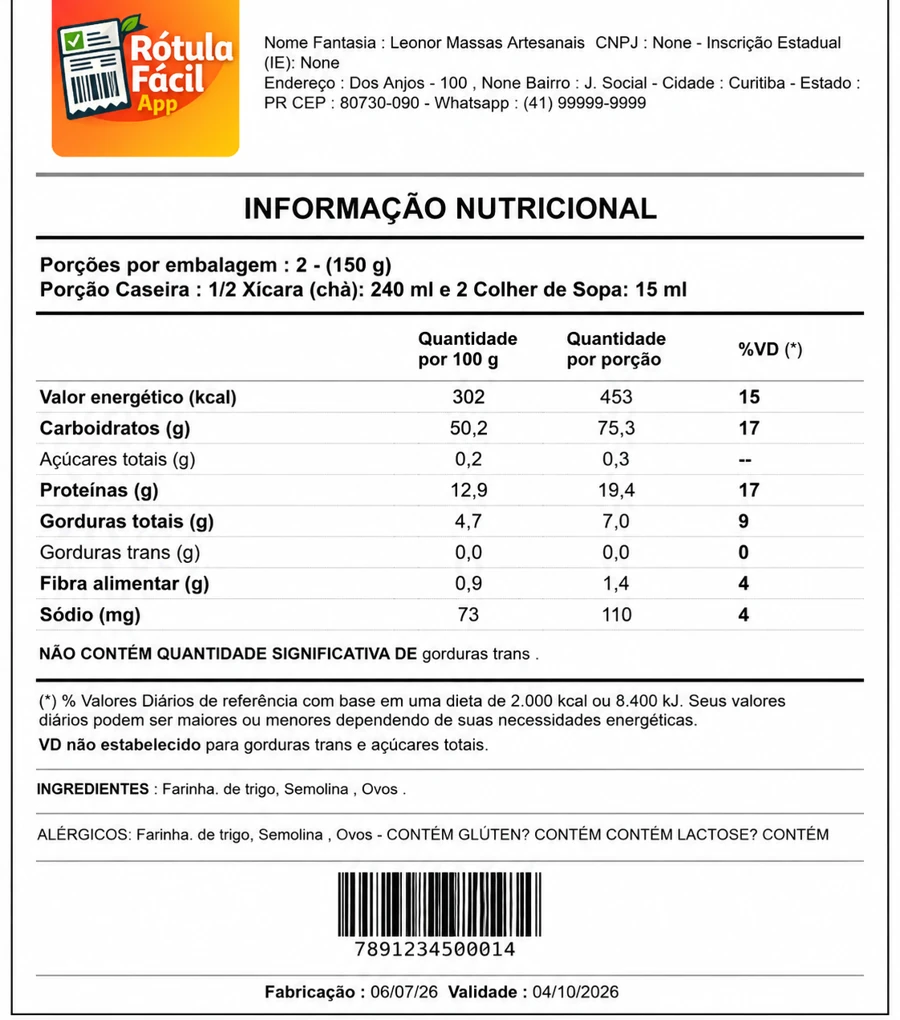 Rótula
Fácil
App
Nome Fantasia : Leonor Massas Artesanais CNPJ : None - Inscrição Estadual
(IE): None
Endereço : Dos Anjos - 100 , None Bairro : J. Social - Cidade : Curitiba - Estado :
PR CEP : 80730-090 - Whatsapp : (41) 99999-9999
INFORMAÇÃO NUTRICIONAL
Porções por embalagem : 2 - (150 g)
Porção Caseira : 1/2 Xícara (chà): 240 ml e 2 Colher de Sopa: 15 ml
Quantidade por 100 g Quantidade por porção %VD (*)
Valor energético (kcal) 302 453 15
Carboidratos (g) 50,2 75,3 17
Açúcares totais (g) 0,2 0,3 --
Proteínas (g) 12,9 19,4 17
Gorduras totais (g) 4,7 7,0 9
Gorduras trans (g) 0,0 0,0 0
Fibra alimentar (g) 0,9 1,4 4
Sódio (mg) 73 110 4
NÃO CONTÉM QUANTIDADE SIGNIFICATIVA DE gorduras trans .
(*) % Valores Diários de referência com base em uma dieta de 2.000 kcal ou 8.400 kJ. Seus valores
diários podem ser maiores ou menores dependendo de suas necessidades energéticas.
VD não estabelecido para gorduras trans e açúcares totais.
INGREDIENTES : Farinha. de trigo, Semolina , Ovos .
ALÉRGICOS: Farinha. de trigo, Semolina , Ovos - CONTÉM GLÚTEN? CONTÉM CONTÉM LACTOSE? CONTÉM
7891234500014
Fabricação : 06/07/26 Validade : 04/10/2026